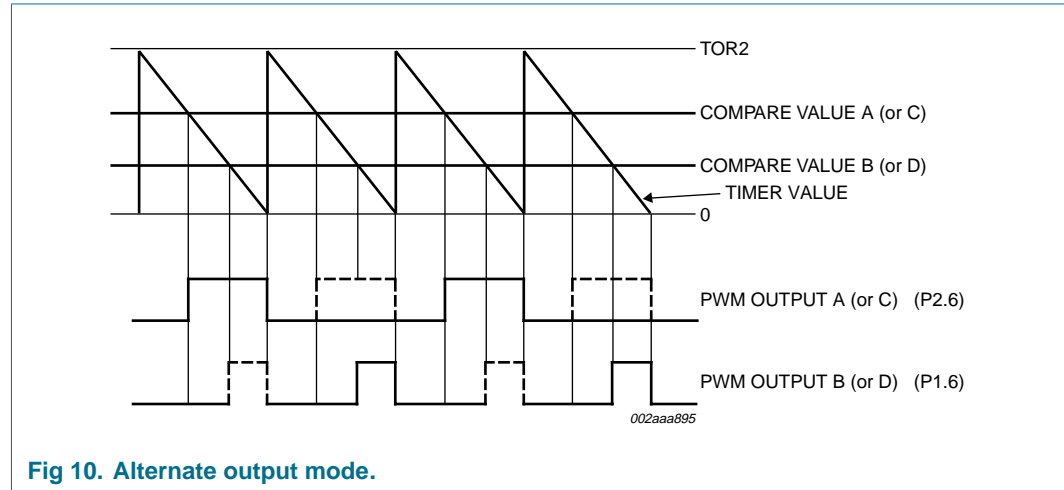 TOR2
COMPARE VALUE A (or C)
COMPARE VALUE B (or D)
TIMER VALUE
0
PWM OUTPUT A (or C) (P2.6)
PWM OUTPUT B (or D) (P1.6)
002aaa895
Fig 10. Alternate output mode.